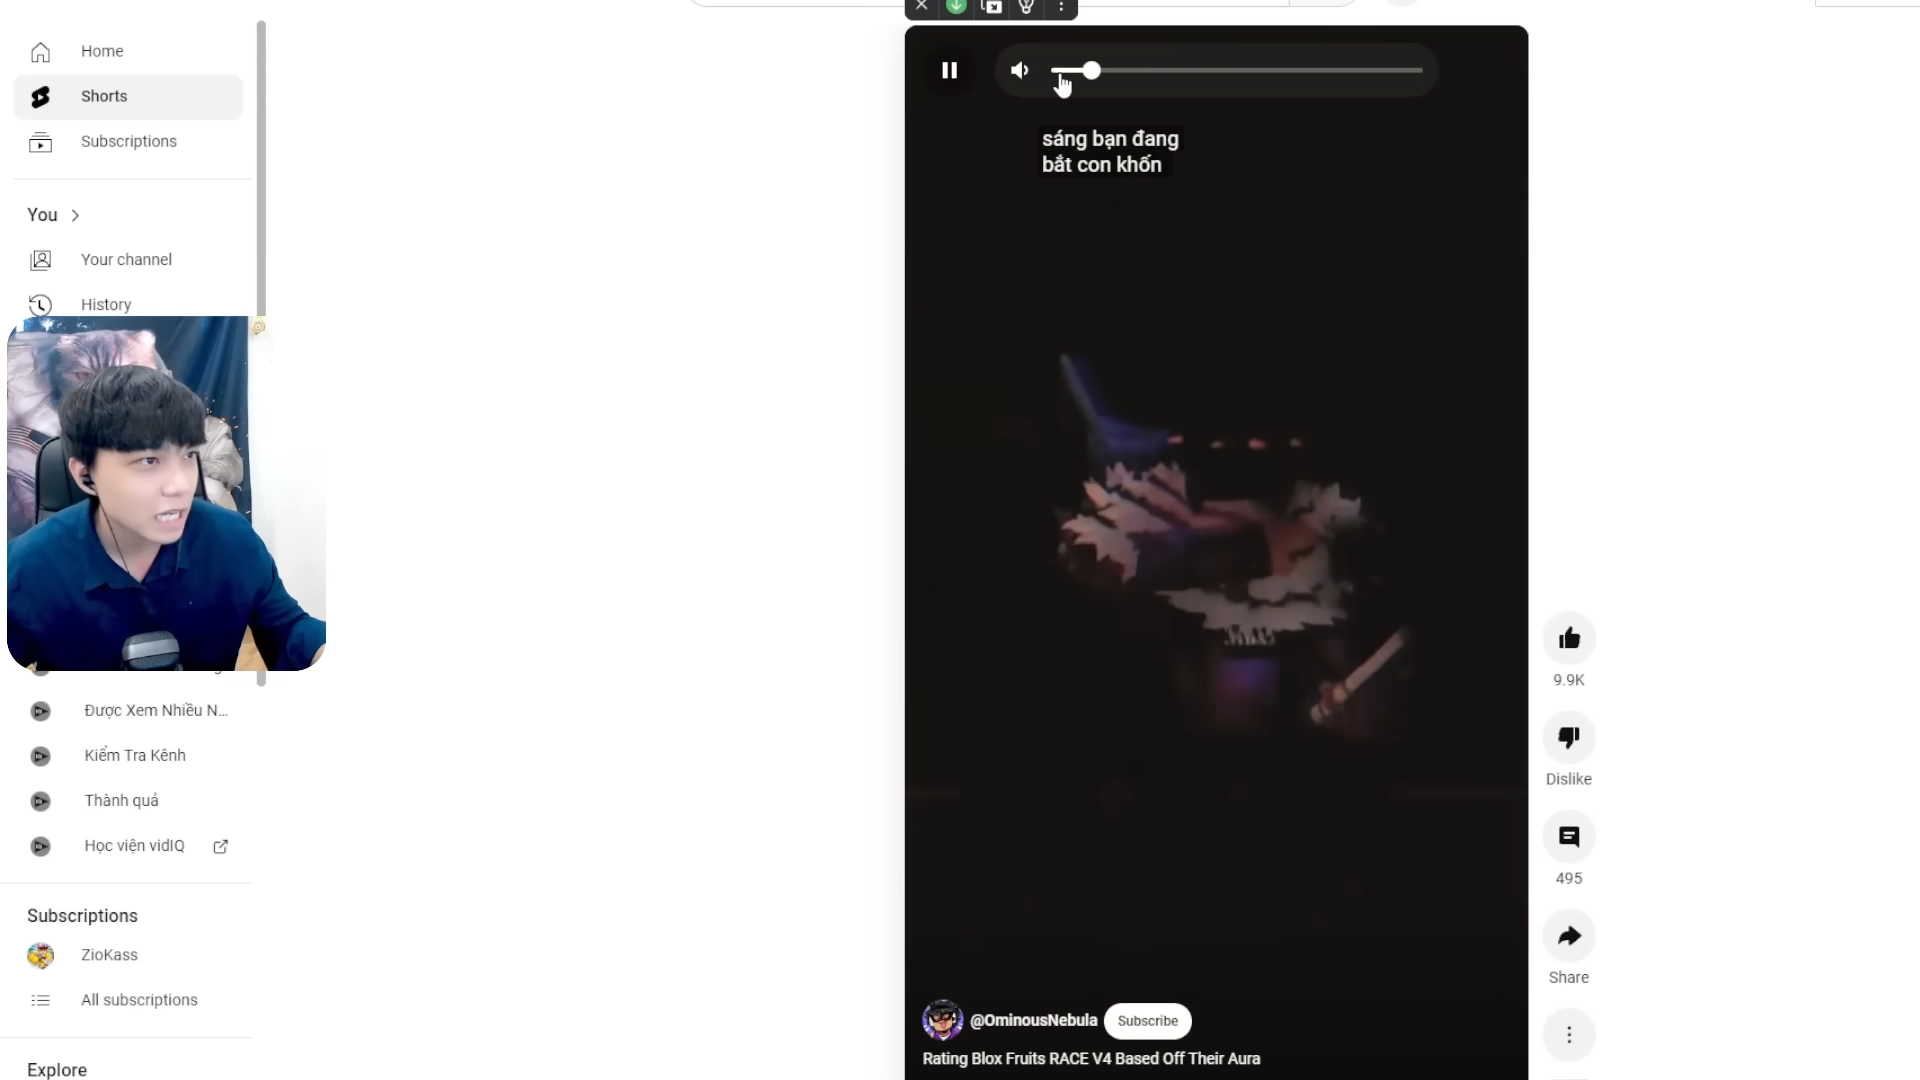 Home
Shorts
Subscriptions
You
Your channel
History
Được Xem Nhiều N...
Kiểm Tra Kênh
Thành quả
Học viện vidIQ
Subscriptions
ZioKass
All subscriptions
Explore
sáng bạn đang
bắt con khốn
@OminousNebula
Subscribe
Rating Blox Fruits RACE V4 Based Off Their Aura
9.9K
Dislike
495
Share